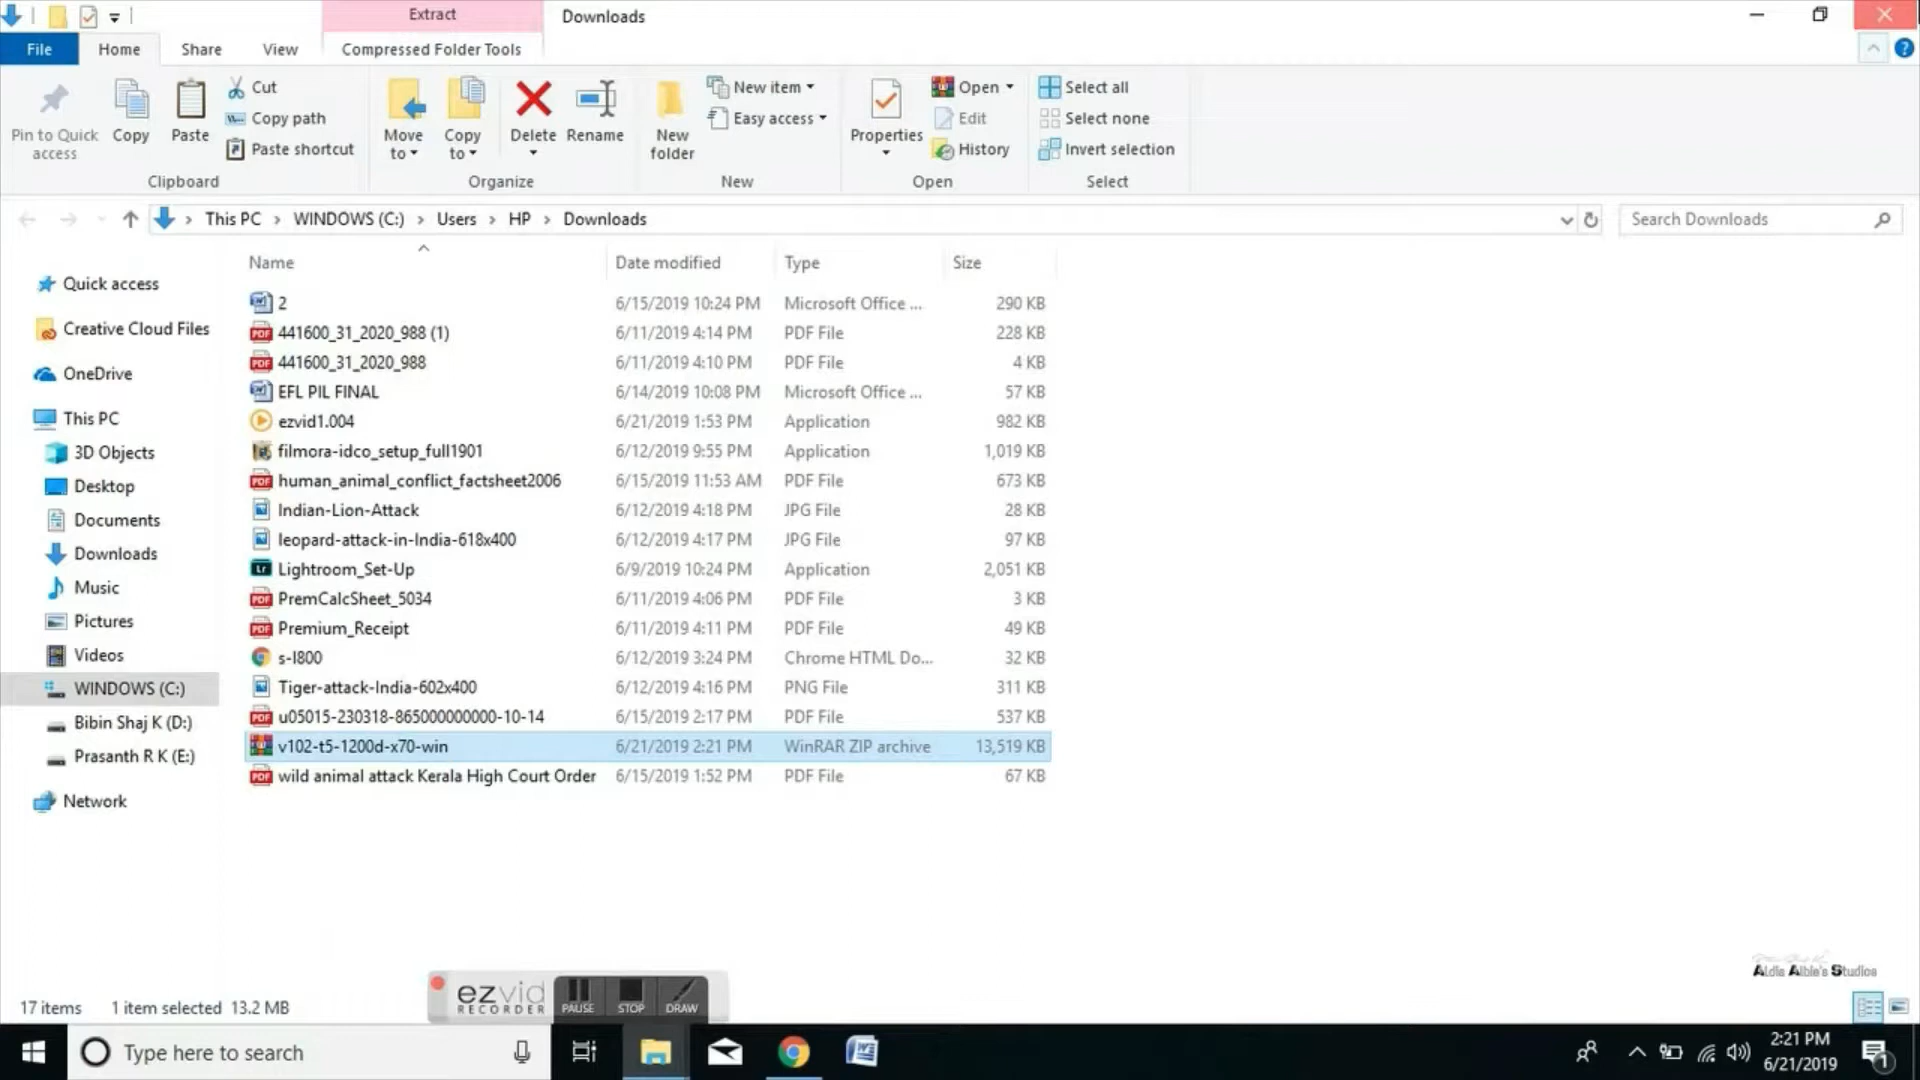 Extract
Downloads
File Home Share View Compressed Folder Tools
Pin to Quick access
Copy
Paste
Cut
Copy path
Paste shortcut
Clipboard
Move to
Copy to
Delete
Rename
Organize
New folder
New item
Easy access
New
Properties
Open
Edit
History
Open
Select all
Select none
Invert selection
Select
This PC › WINDOWS (C:) › Users › HP › Downloads
Search Downloads
Name Date modified Type Size
Quick access
Creative Cloud Files
OneDrive
This PC
3D Objects
Desktop
Documents
Downloads
Music
Pictures
Videos
WINDOWS (C:)
Bibin Shaj K (D:)
Prasanth R K (E:)
Network
2 6/15/2019 10:24 PM Microsoft Office ... 290 KB
441600_31_2020_988 (1) 6/11/2019 4:14 PM PDF File 228 KB
441600_31_2020_988 6/11/2019 4:10 PM PDF File 4 KB
EFL PIL FINAL 6/14/2019 10:08 PM Microsoft Office ... 57 KB
ezvid1.004 6/21/2019 1:53 PM Application 982 KB
filmora-idco_setup_full1901 6/12/2019 9:55 PM Application 1,019 KB
human_animal_conflict_factsheet2006 6/15/2019 11:53 AM PDF File 673 KB
Indian-Lion-Attack 6/12/2019 4:18 PM JPG File 28 KB
leopard-attack-in-India-618x400 6/12/2019 4:17 PM JPG File 97 KB
Lightroom_Set-Up 6/9/2019 10:24 PM Application 2,051 KB
PremCalcSheet_5034 6/11/2019 4:06 PM PDF File 3 KB
Premium_Receipt 6/11/2019 4:11 PM PDF File 49 KB
s-l800 6/12/2019 3:24 PM Chrome HTML Do... 32 KB
Tiger-attack-India-602x400 6/12/2019 4:16 PM PNG File 311 KB
u05015-230318-865000000000-10-14 6/15/2019 2:17 PM PDF File 537 KB
v102-t5-1200d-x70-win 6/21/2019 2:21 PM WinRAR ZIP archive 13,519 KB
wild animal attack Kerala High Court Order 6/15/2019 1:52 PM PDF File 67 KB
Aldis Alble's Studios
17 items 1 item selected 13.2 MB
ezvid
RECORDER
PAUSE STOP DRAW
Type here to search
2:21 PM
6/21/2019
1